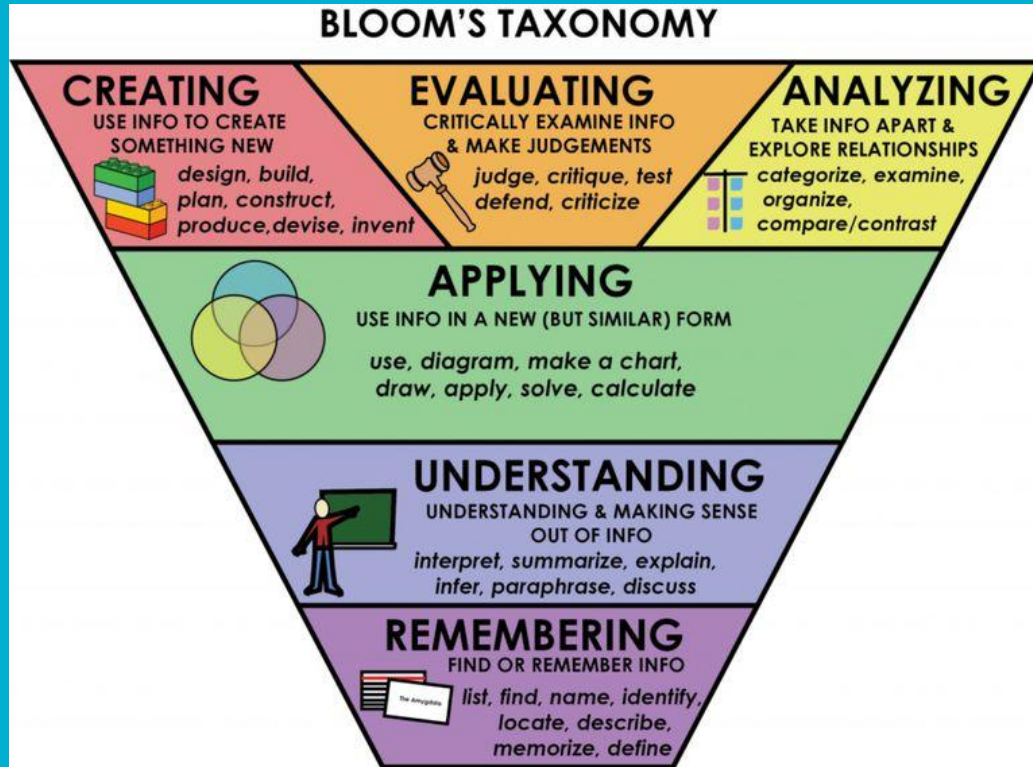 BLOOM'S TAXONOMY
CREATING
USE INFO TO CREATE
SOMETHING NEW
design, build,
plan, construct,
produce,devise, invent
EVALUATING
CRITICALLY EXAMINE INFO
& MAKE JUDGEMENTS
judge, critique, test
defend, criticize
ANALYZING
TAKE INFO APART &
EXPLORE RELATIONSHIPS
categorize, examine,
organize,
compare/contrast
APPLYING
USE INFO IN A NEW (BUT SIMILAR) FORM
use, diagram, make a chart,
draw, apply, solve, calculate
UNDERSTANDING
UNDERSTANDING & MAKING SENSE
OUT OF INFO
interpret, summarize, explain,
infer, paraphrase, discuss
REMEMBERING
FIND OR REMEMBER INFO
The Amygdala
list, find, name, identify,
locate, describe,
memorize, define